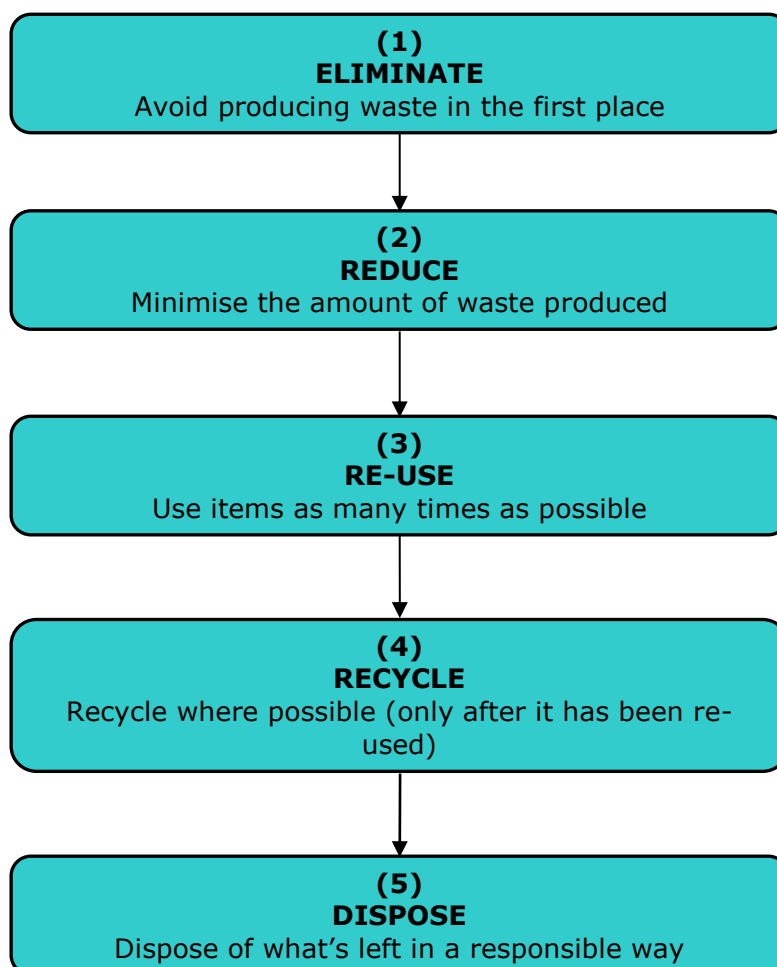 (1)
ELIMINATE
Avoid producing waste in the first place
(2)
REDUCE
Minimise the amount of waste produced
(3)
RE-USE
Use items as many times as possible
(4)
RECYCLE
Recycle where possible (only after it has been re-
used)
(5)
DISPOSE
Dispose of what’s left in a responsible way